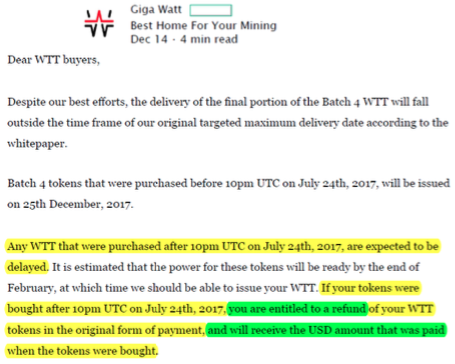 Giga Watt
Best Home For Your Mining
Dec 14 · 4 min read
Dear WTT buyers,
Despite our best efforts, the delivery of the final portion of the Batch 4 WTT will fall
outside the time frame of our original targeted maximum delivery date according to the
whitepaper.
Batch 4 tokens that were purchased before 10pm UTC on July 24th, 2017, will be issued
on 25th December, 2017.
Any WTT that were purchased after 10pm UTC on July 24th, 2017, are expected to be
delayed. It is estimated that the power for these tokens will be ready by the end of
February, at which time we should be able to issue your WTT. If your tokens were
bought after 10pm UTC on July 24th, 2017, you are entitled to a refund of your WTT
tokens in the original form of payment, and will receive the USD amount that was paid
when the tokens were bought.